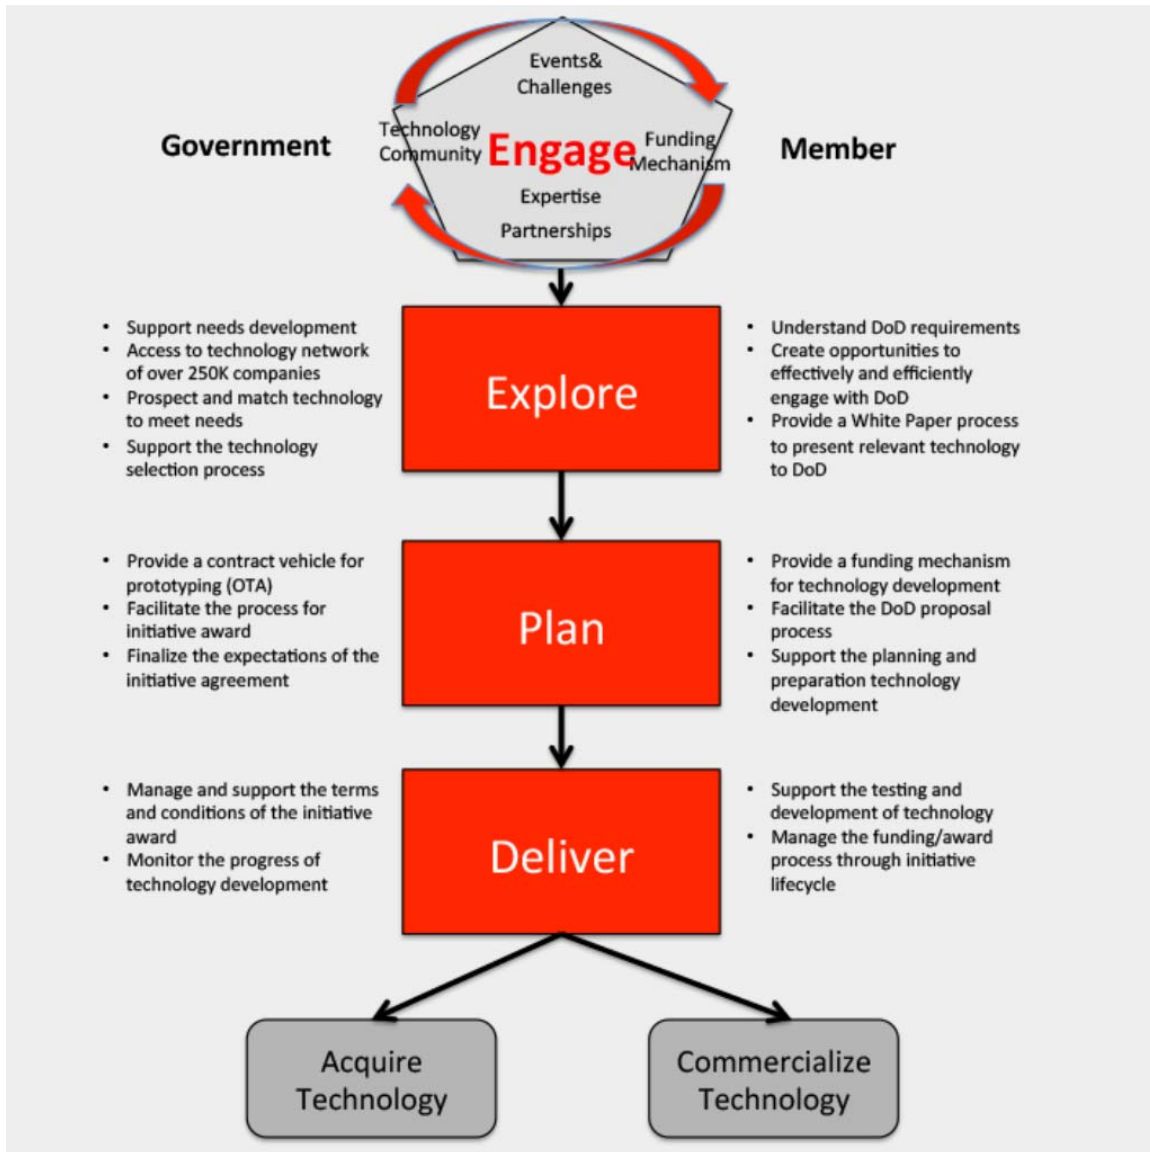 Events&
Challenges
Government
Technology
Community
Engage
Funding
Mechanism
Member
Expertise
Partnerships
• Support needs development
• Access to technology network
of over 250K companies
• Prospect and match technology
to meet needs
• Support the technology
selection process
Explore
• Understand DoD requirements
• Create opportunities to
effectively and efficiently
engage with DoD
• Provide a White Paper process
to present relevant technology
to DoD
• Provide a contract vehicle for
prototyping (OTA)
• Facilitate the process for
initiative award
• Finalize the expectations of the
initiative agreement
Plan
• Provide a funding mechanism
for technology development
• Facilitate the DoD proposal
process
• Support the planning and
preparation technology
development
• Manage and support the terms
and conditions of the initiative
award
• Monitor the progress of
technology development
Deliver
• Support the testing and
development of technology
• Manage the funding/award
process through initiative
lifecycle
Acquire
Technology
Commercialize
Technology